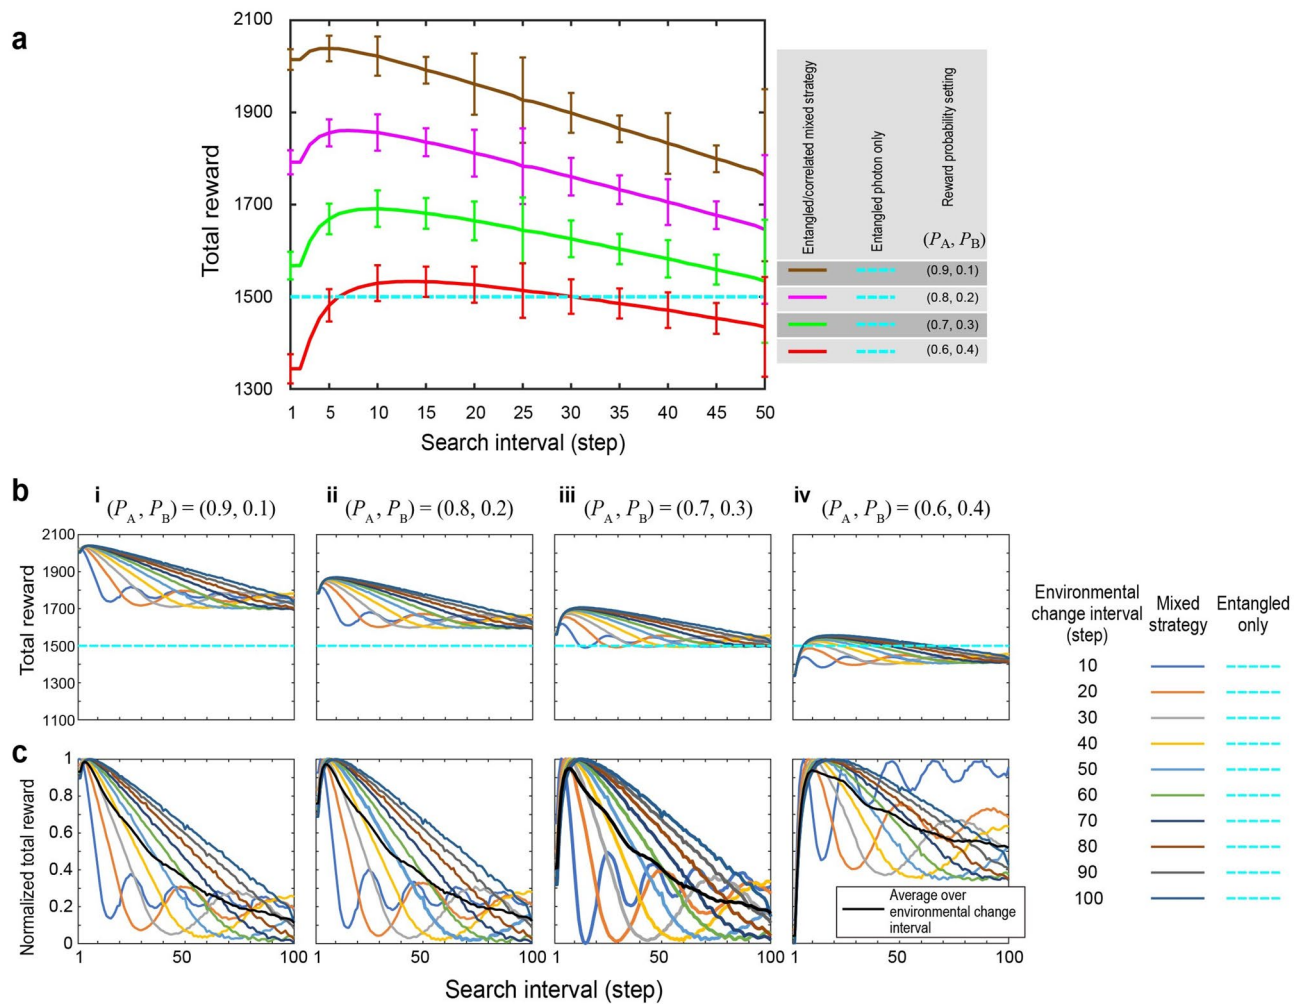 a
2100
1900
1700
1500
1300
Total reward
1 5 10 15 20 25 30 35 40 45 50
Search interval (step)
Entangled/correlated mixed strategy
Entangled photon only
Reward probability setting
(PA, PB)
(0.9, 0.1)
(0.8, 0.2)
(0.7, 0.3)
(0.6, 0.4)
b
i
(PA, PB) = (0.9, 0.1)
ii
(PA, PB) = (0.8, 0.2)
iii
(PA, PB) = (0.7, 0.3)
iv
(PA, PB) = (0.6, 0.4)
2100
1900
1700
1500
1300
1100
Total reward
c
1
0.8
0.6
0.4
0.2
0
Normalized total reward
1 50 100
1 50 100
1 50 100
1 50 100
Search interval (step)
Average over
environmental change
interval
Environmental
change interval
(step)
Mixed
strategy
Entangled
only
10
20
30
40
50
60
70
80
90
100